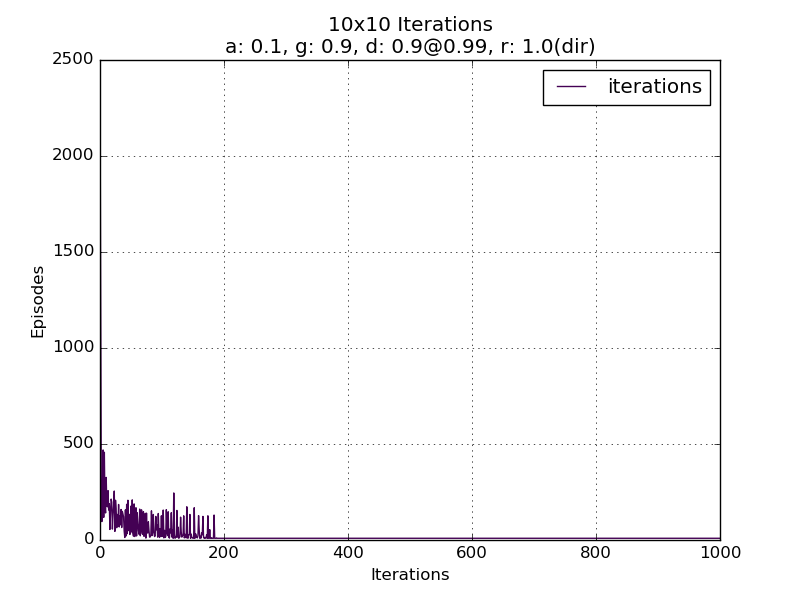 10x10 Iterations
a: 0.1, g: 0.9, d: 0.9@0.99, r: 1.0(dir)
2500
iterations
2000
1500
Episodes
1000
500
0
0 200 400 600 800 1000
Iterations